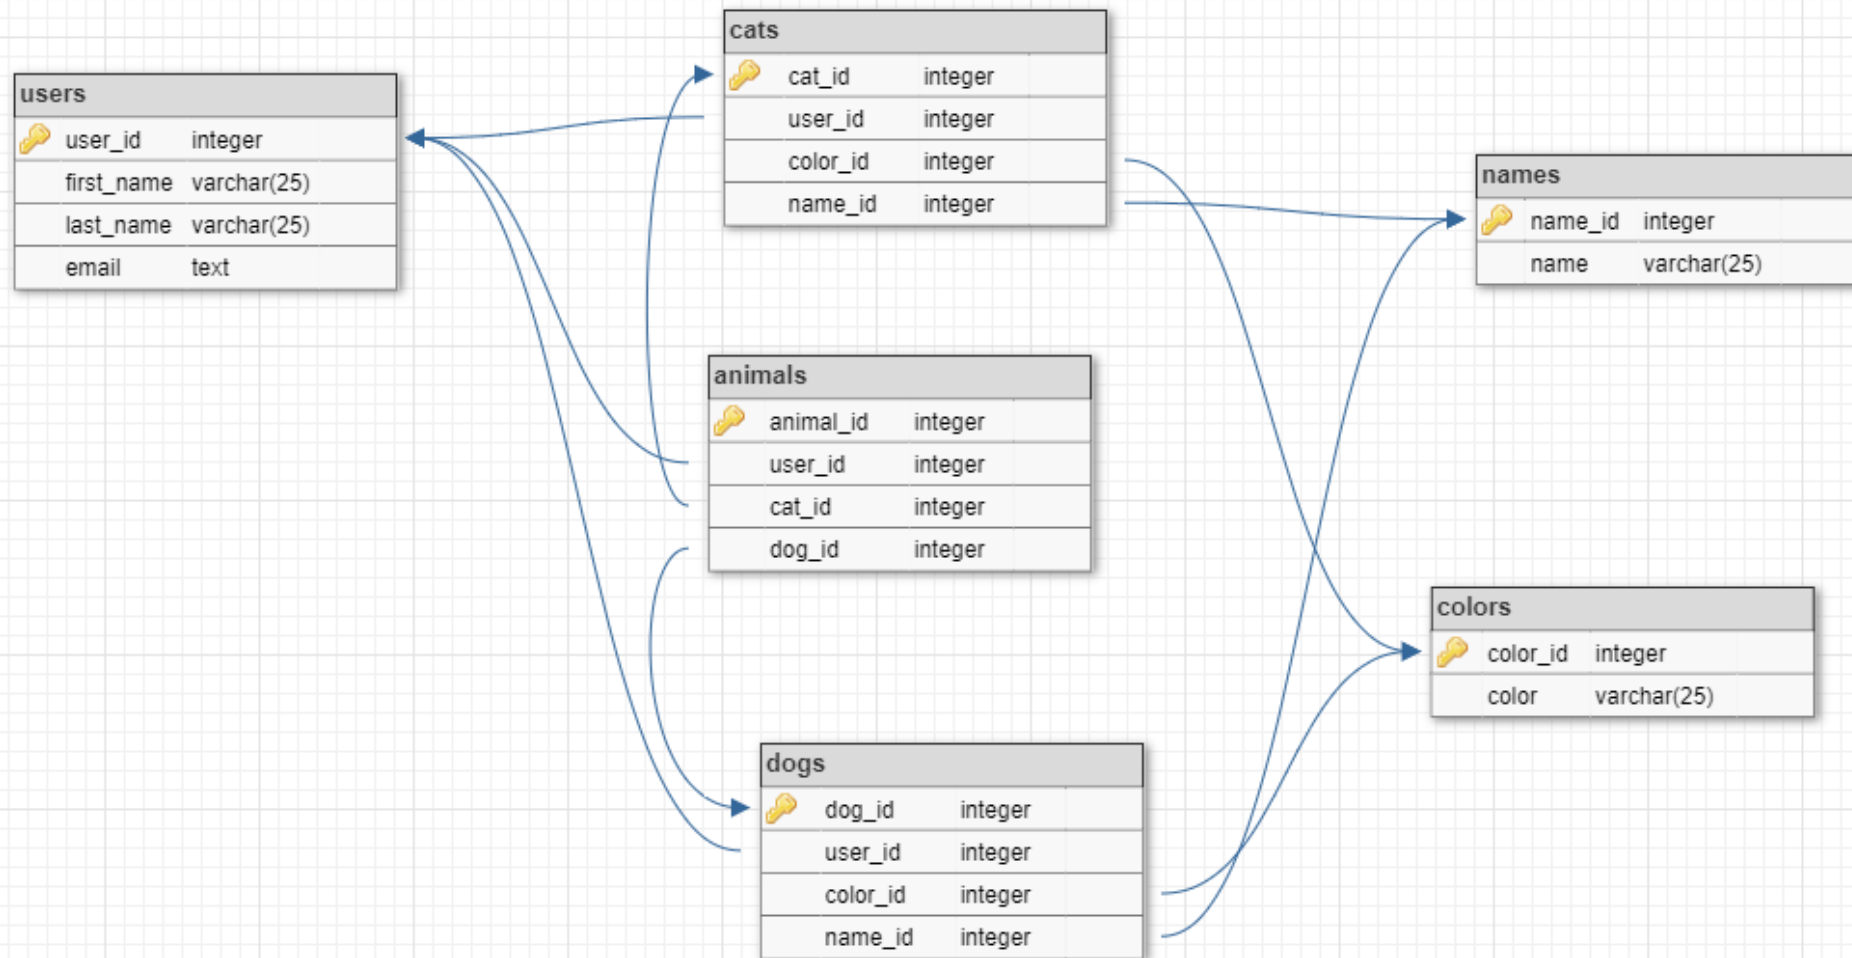 users
user_id integer
first_name varchar(25)
last_name varchar(25)
email text
cats
cat_id integer
user_id integer
color_id integer
name_id integer
animals
animal_id integer
user_id integer
cat_id integer
dog_id integer
dogs
dog_id integer
user_id integer
color_id integer
name_id integer
names
name_id integer
name varchar(25)
colors
color_id integer
color varchar(25)